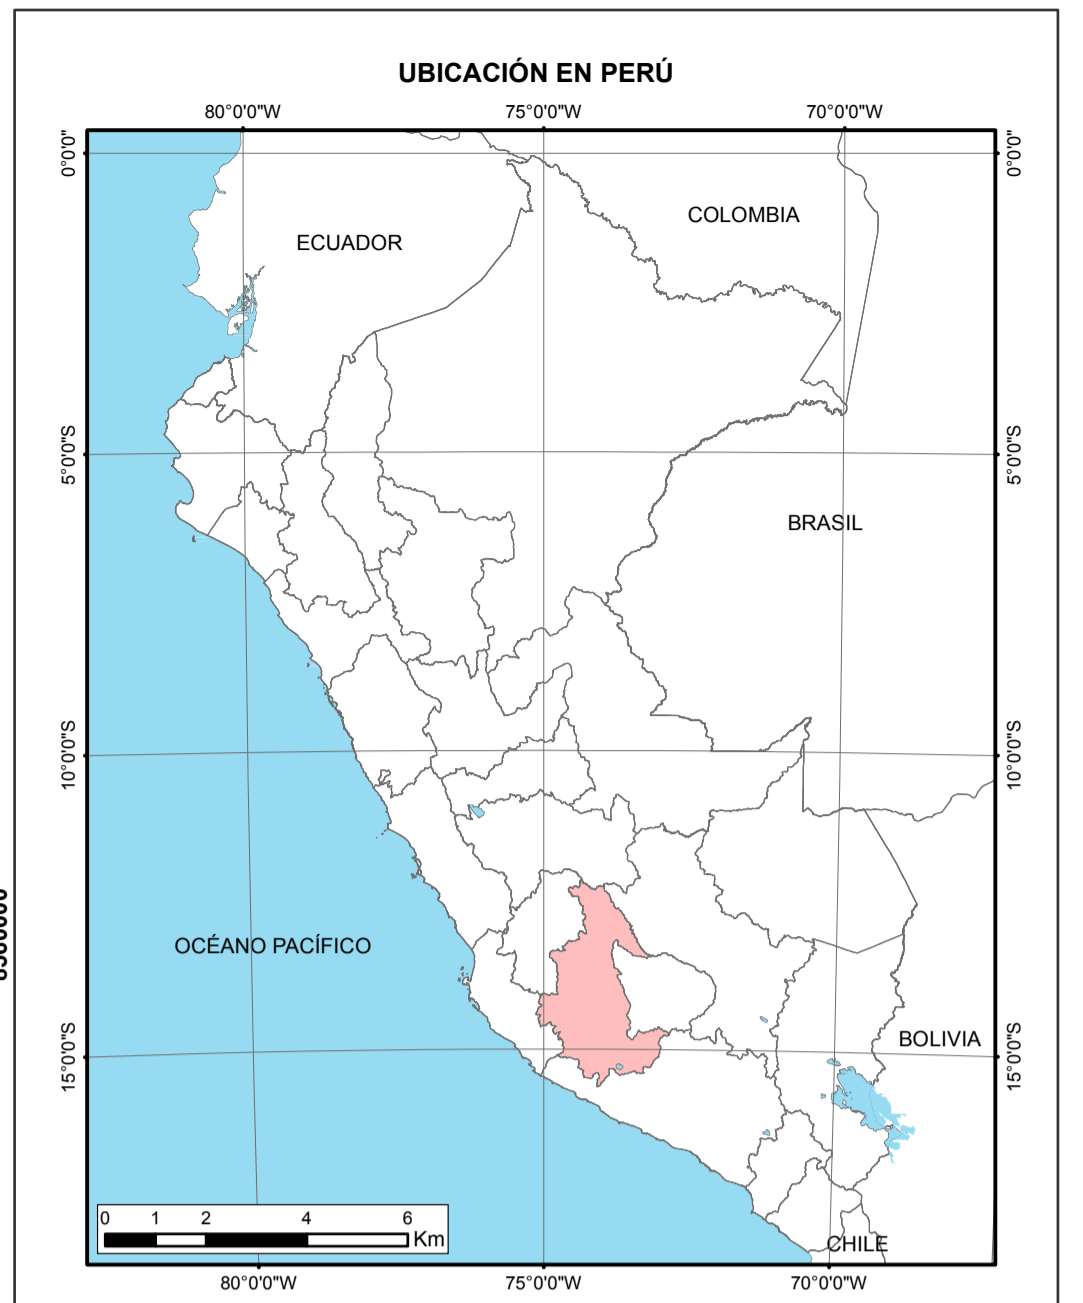 UBICACIÓN EN PERÚ
80°0'0"W 75°0'0"W 70°0'0"W
0°0'0" 0°0'0"
COLOMBIA
ECUADOR
5°0'0"S 5°0'0"S
BRASIL
10°0'0"S 10°0'0"S
OCÉANO PACÍFICO
BOLIVIA
15°0'0"S 15°0'0"S
0 1 2 4 6
Km
CHILE
80°0'0"W 75°0'0"W 70°0'0"W